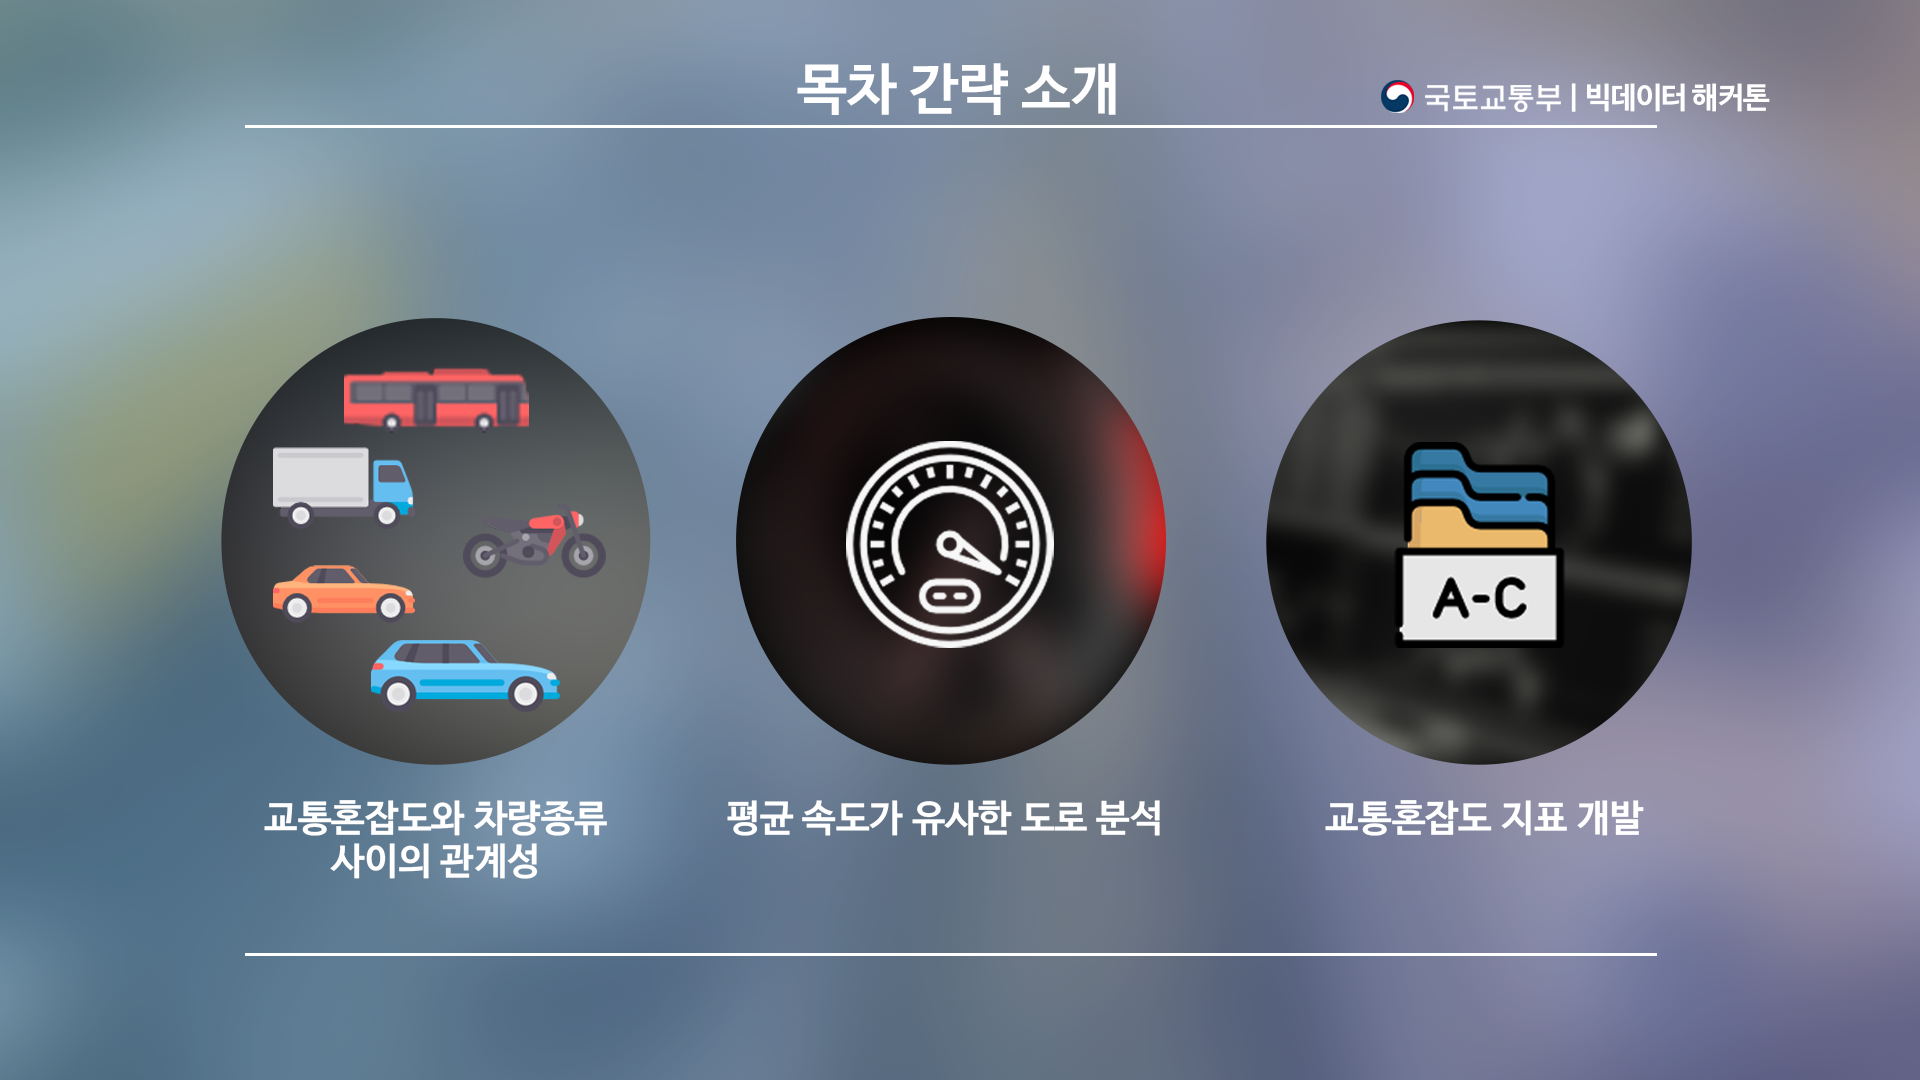 목차 간략 소개
국토교통부 | 빅데이터 해커톤
A-C
교통혼잡도와 차량종류
사이의 관계성
평균 속도가 유사한 도로 분석
교통혼잡도 지표 개발